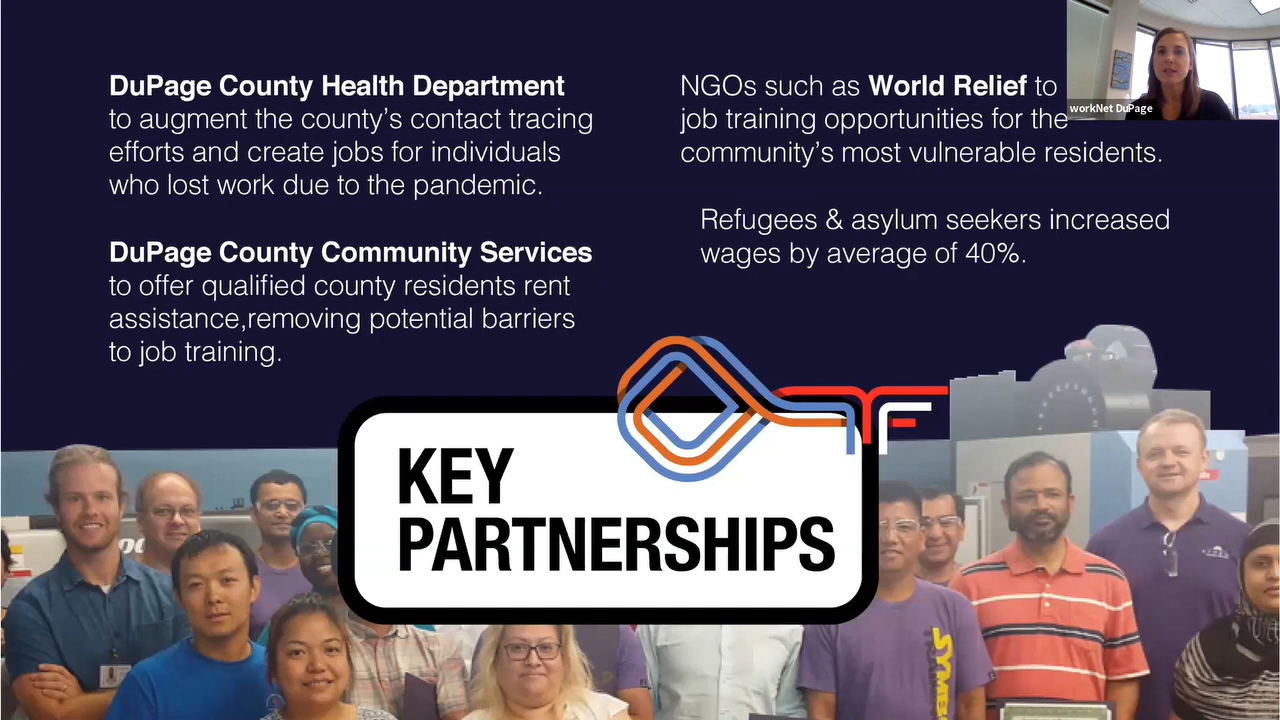 DuPage County Health Department
to augment the county's contact tracing
efforts and create jobs for individuals
who lost work due to the pandemic.
DuPage County Community Services
to offer qualified county residents rent
assistance,removing potential barriers
to job training.
NGOs such as World Relief to
job training opportunities for the
community's most vulnerable residents.
Refugees & asylum seekers increased
wages by average of 40%.
workNet DuPage
KEY
PARTNERSHIPS